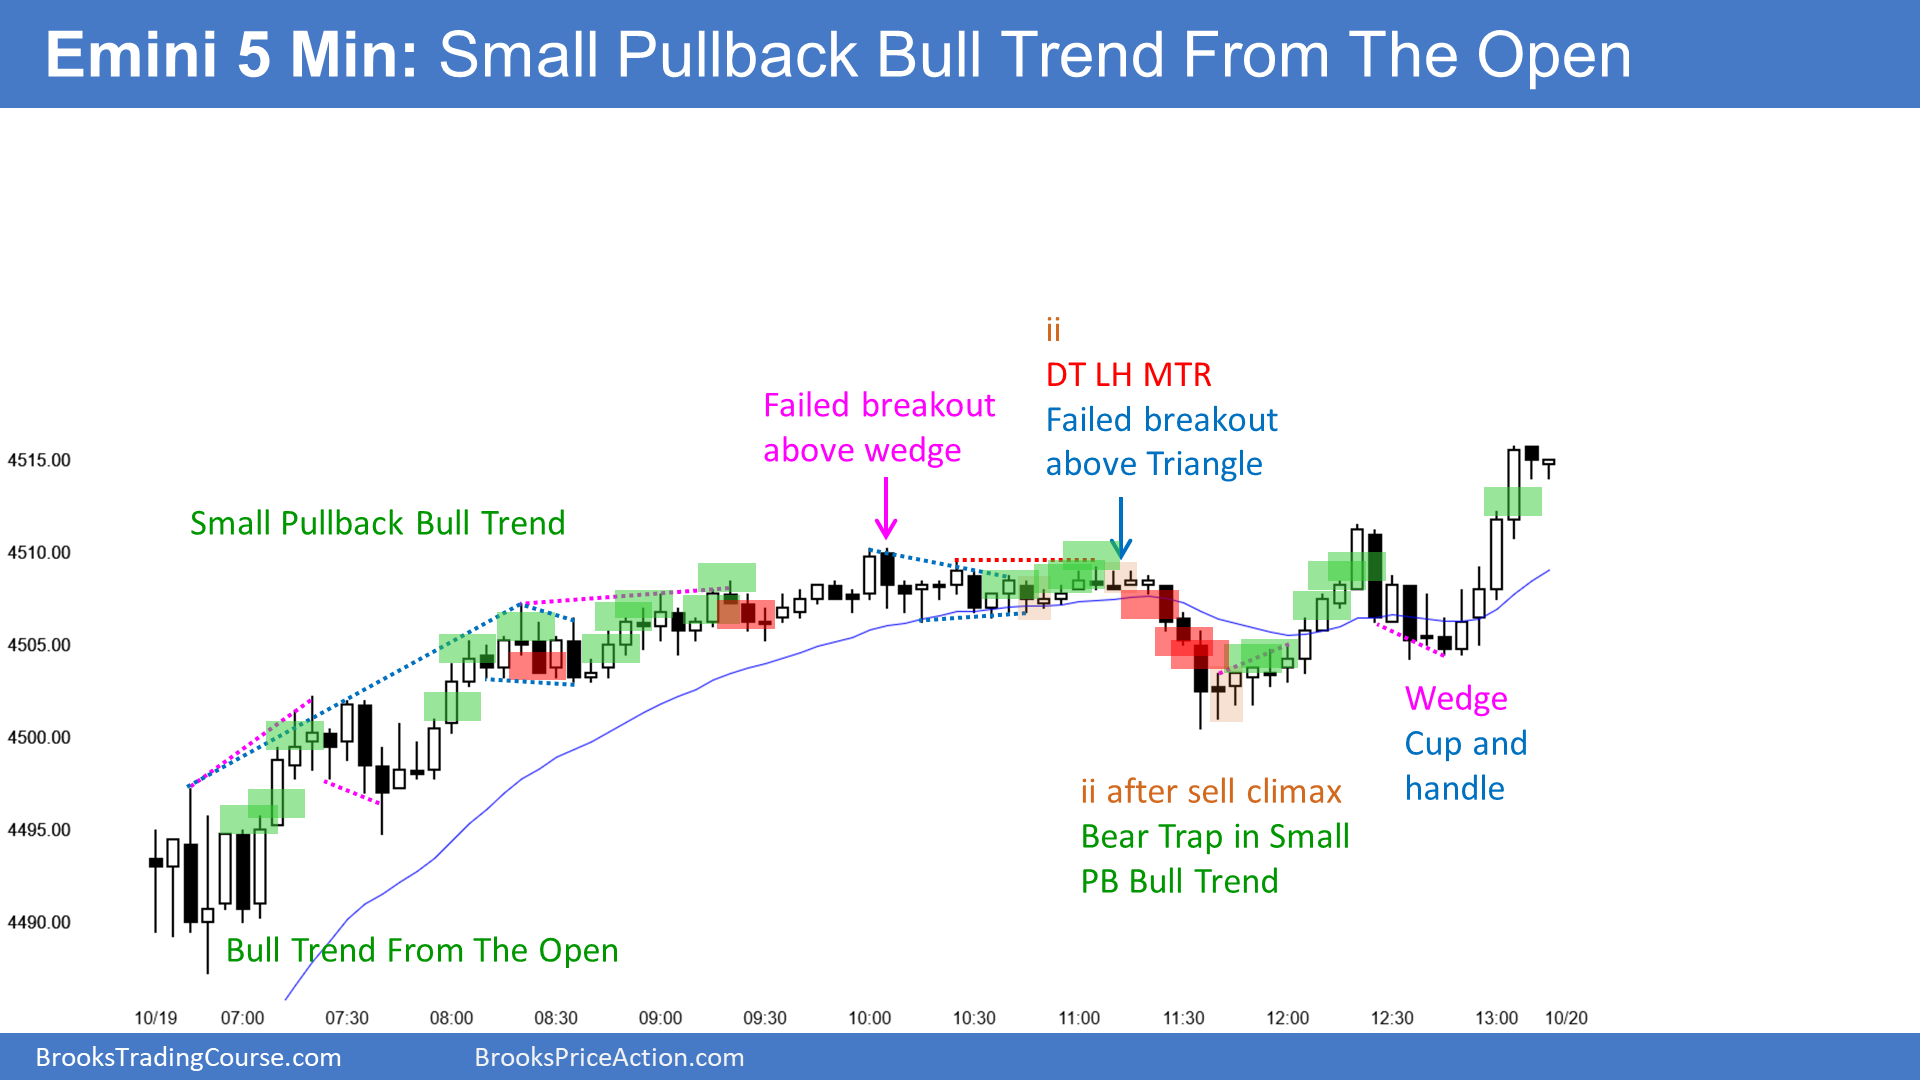 Emini 5 Min: Small Pullback Bull Trend From The Open
ii
DT LH MTR
Failed breakout
above Triangle
Failed breakout
above wedge
Small Pullback Bull Trend
4515.00
4510.00
4505.00
4500.00
4495.00
4490.00
Wedge
Cup and
handle
ii after sell climax
Bear Trap in Small
PB Bull Trend
Bull Trend From The Open
10/19 07:00 07:30 08:00 08:30 09:00 09:30 10:00 10:30 11:00 11:30 12:00 12:30 13:00 10/20
BrooksTradingCourse.com BrooksPriceAction.com